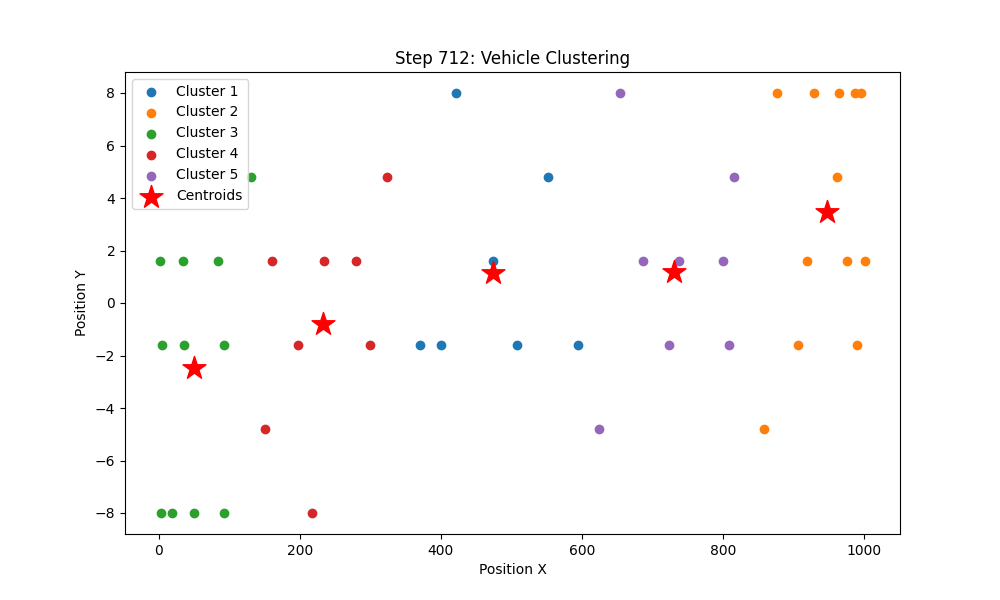 Step 712: Vehicle Clustering
Cluster 1
Cluster 2
Cluster 3
Cluster 4
Cluster 5
Centroids
8
6
4
2
0
−2
−4
−6
−8
Position Y
0 200 400 600 800 1000
Position X